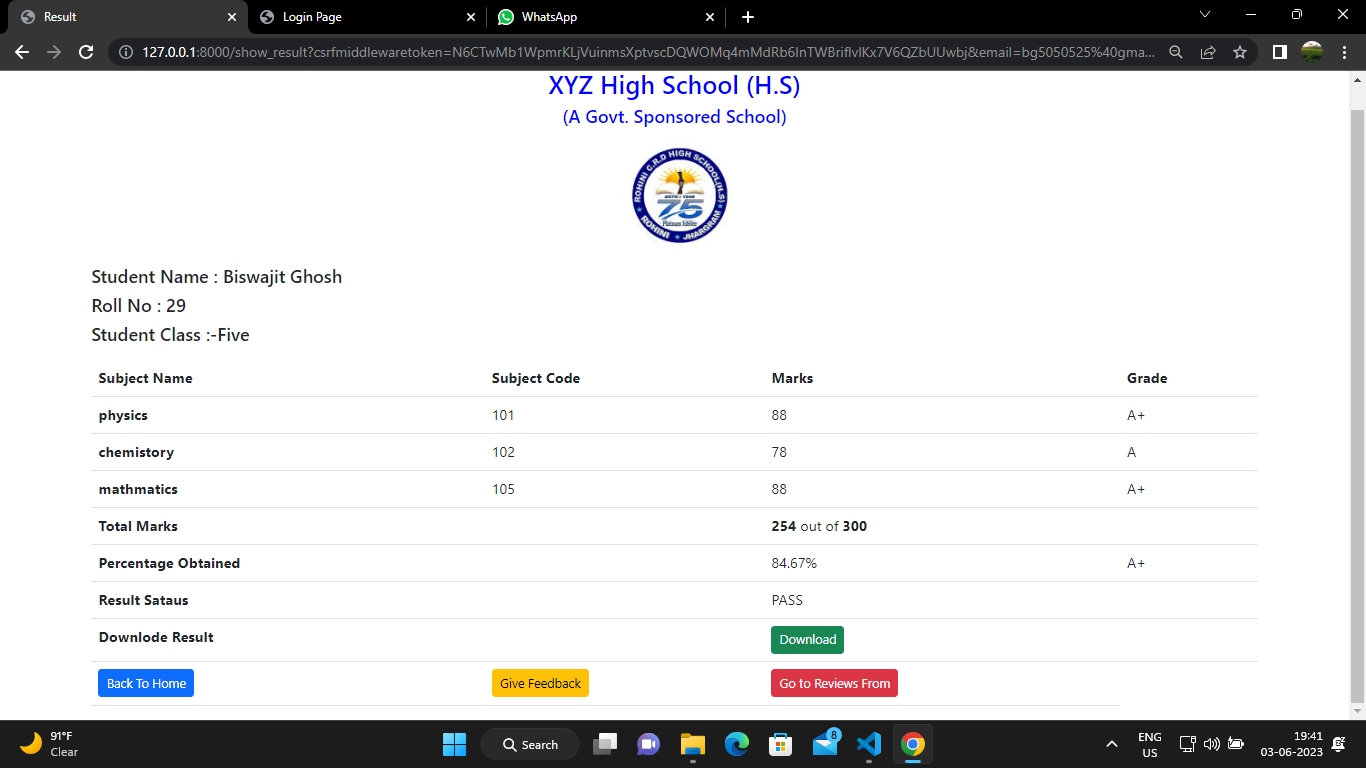 Result
Login Page
WhatsApp
127.0.0.1:8000/show_result?csrfmiddlewaretoken=N6CTwMb1WpmrKLjVuinmsXptvscDQWOMq4mMdRb6InTWBriflvlKx7V6QZbUUwbj&email=bg5050525%40gma...
XYZ High School (H.S)
(A Govt. Sponsored School)
ROHINI C.R.D HIGH SCHOOL(H.S)
ESTD : 1948
75
Platinum Jubilee
ROHINI ★ JHARGRAM
Student Name : Biswajit Ghosh
Roll No : 29
Student Class :-Five
Subject Name Subject Code Marks Grade
physics 101 88 A+
chemistory 102 78 A
mathmatics 105 88 A+
Total Marks 254 out of 300
Percentage Obtained 84.67% A+
Result Sataus PASS
Downlode Result Download
Back To Home Give Feedback Go to Reviews From
91°F
Clear
Search
8
ENG
US
19:41
03-06-2023